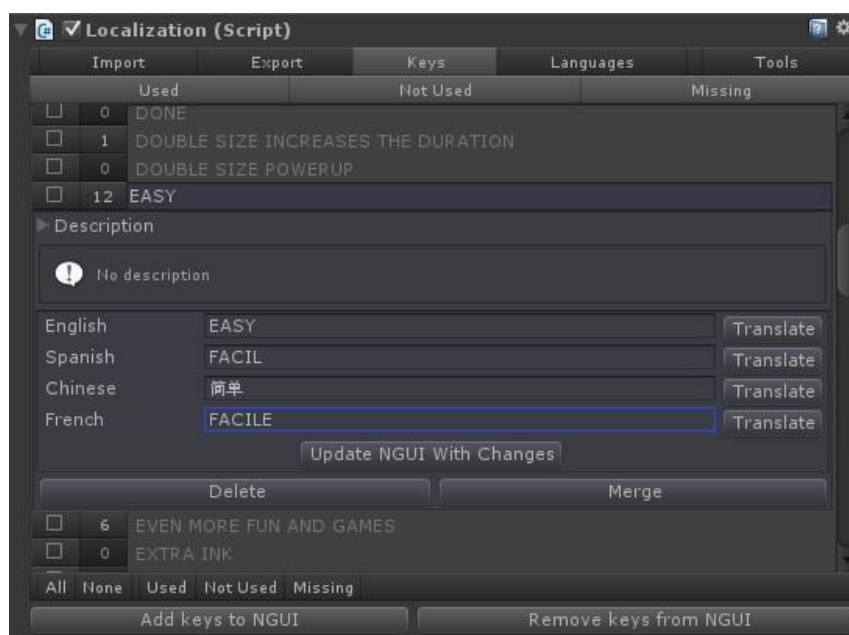 Localization (Script)
Import Export Keys Languages Tools
Used Not Used Missing
0 DONE
1 DOUBLE SIZE INCREASES THE DURATION
0 DOUBLE SIZE POWERUP
12 EASY
Description
No description
English EASY Translate
Spanish FACIL Translate
Chinese 简单 Translate
French FACILE Translate
Update NGUI With Changes
Delete Merge
6 EVEN MORE FUN AND GAMES
0 EXTRA INK
All None Used Not Used Missing
Add keys to NGUI Remove keys from NGUI